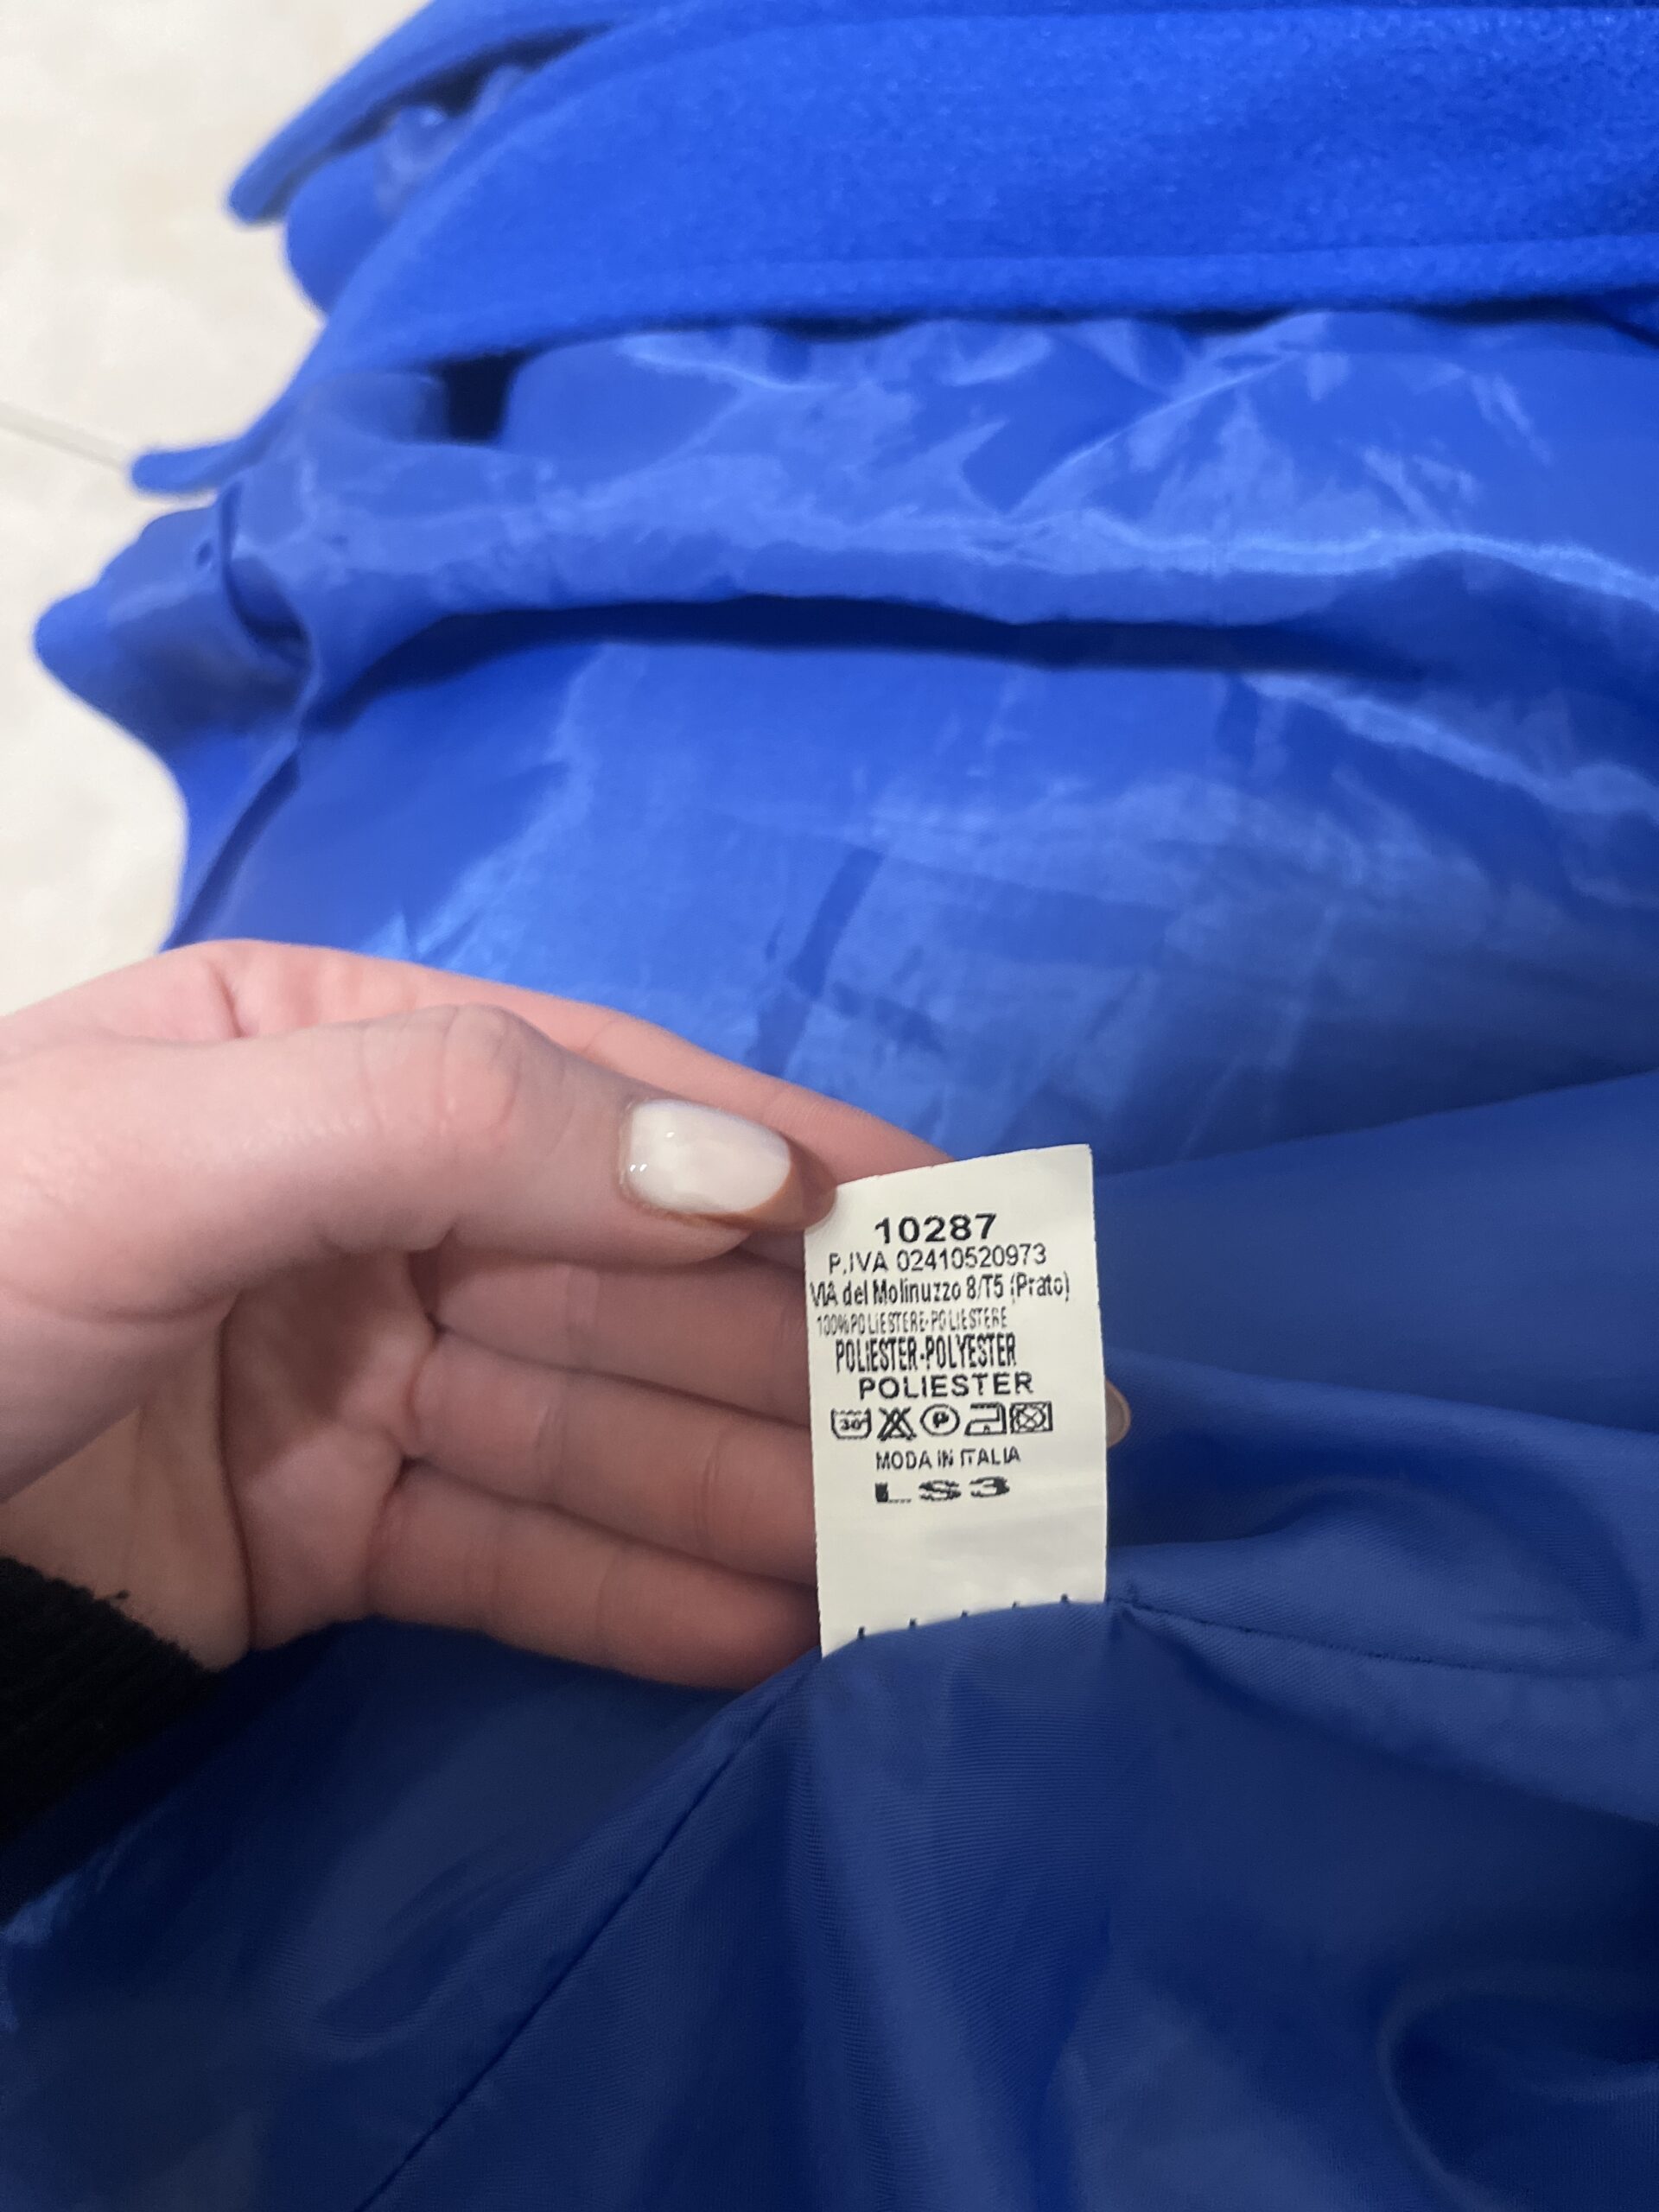 10287
P.IVA 02410520973
VIA del Molinuzzo 8/T5 (Prato)
100%POLIESTERE-POLIESTERE
POLIESTER-POLYESTER
POLIESTER
30° P
MODA IN ITALIA
LS3